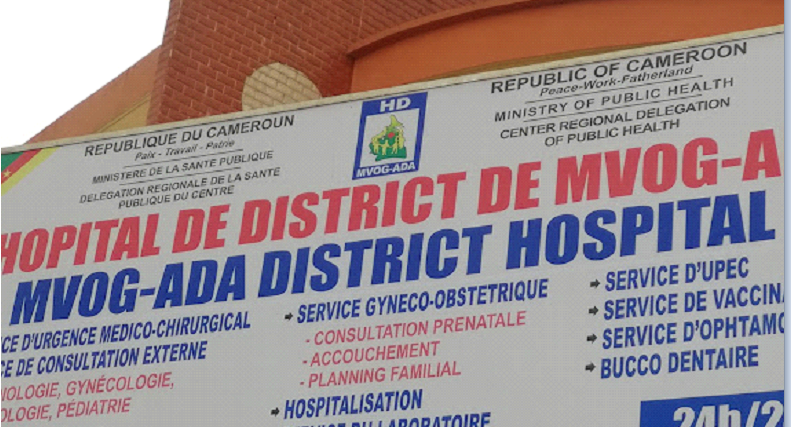 REPUBLIQUE DU CAMEROUN
Paix - Travail - Patrie
MINISTERE DE LA SANTE PUBLIQUE
DELEGATION REGIONALE DE LA SANTE
PUBLIQUE DU CENTRE
HD
MVOG-ADA
REPUBLIC OF CAMEROON
Peace-Work-Fatherland
MINISTRY OF PUBLIC HEALTH
CENTER REGIONAL DELEGATION
OF PUBLIC HEALTH
HOPITAL DE DISTRICT DE MVOG-A
MVOG-ADA DISTRICT HOSPITAL
CE D'URGENCE MEDICO-CHIRURGICAL
CE DE CONSULTATION EXTERNE
IOLOGIE, GYNÉCOLOGIE,
OLOGIE, PÉDIATRIE
SERVICE GYNECO-OBSTETRIQUE
- CONSULTATION PRENATALE
- ACCOUCHEMENT
- PLANNING FAMILIAL
HOSPITALISATION
LABORATOIRE
SERVICE D'UPEC
SERVICE DE VACCINA
SERVICE D'OPHTAMO
BUCCO DENTAIRE
24h/2